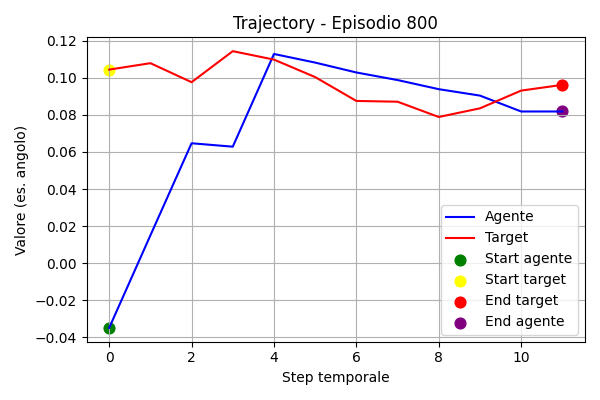 Trajectory - Episodio 800
Valore (es. angolo)
0.12
0.10
0.08
0.06
0.04
0.02
0.00
−0.02
−0.04
0
2
4
6
8
10
Step temporale
Agente
Target
Start agente
Start target
End target
End agente